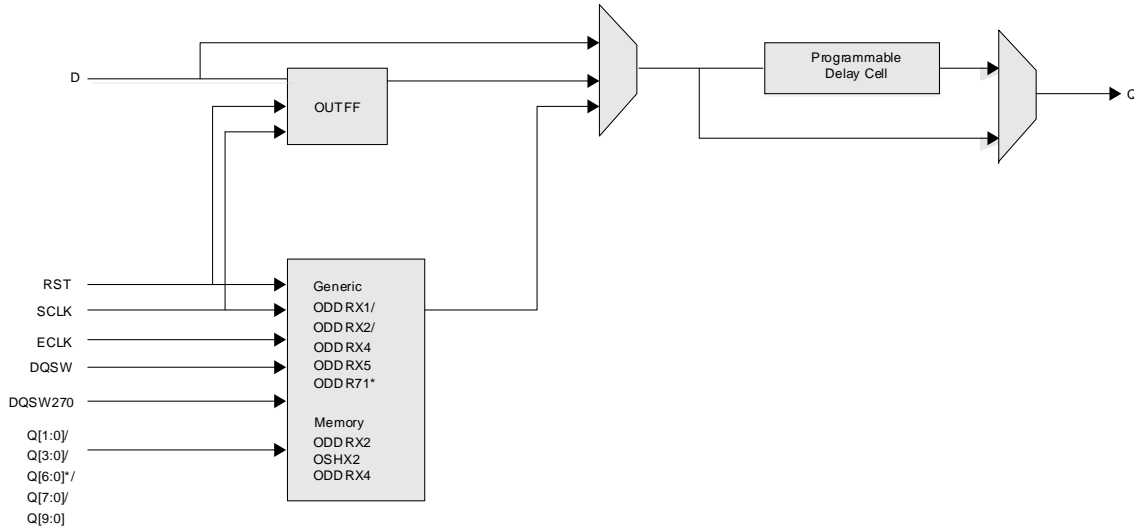 D
OUTFF
Programmable
Delay Cell
Q
RST
SCLK
ECLK
DQSW
DQSW270
Q[1:0]/
Q[3:0]/
Q[6:0]*/
Q[7:0]/
Q[9:0]
Generic
ODDRX1/
ODDRX2/
ODDRX4
ODDRX5
ODDR71*
Memory
ODDRX2
OSHX2
ODDRX4